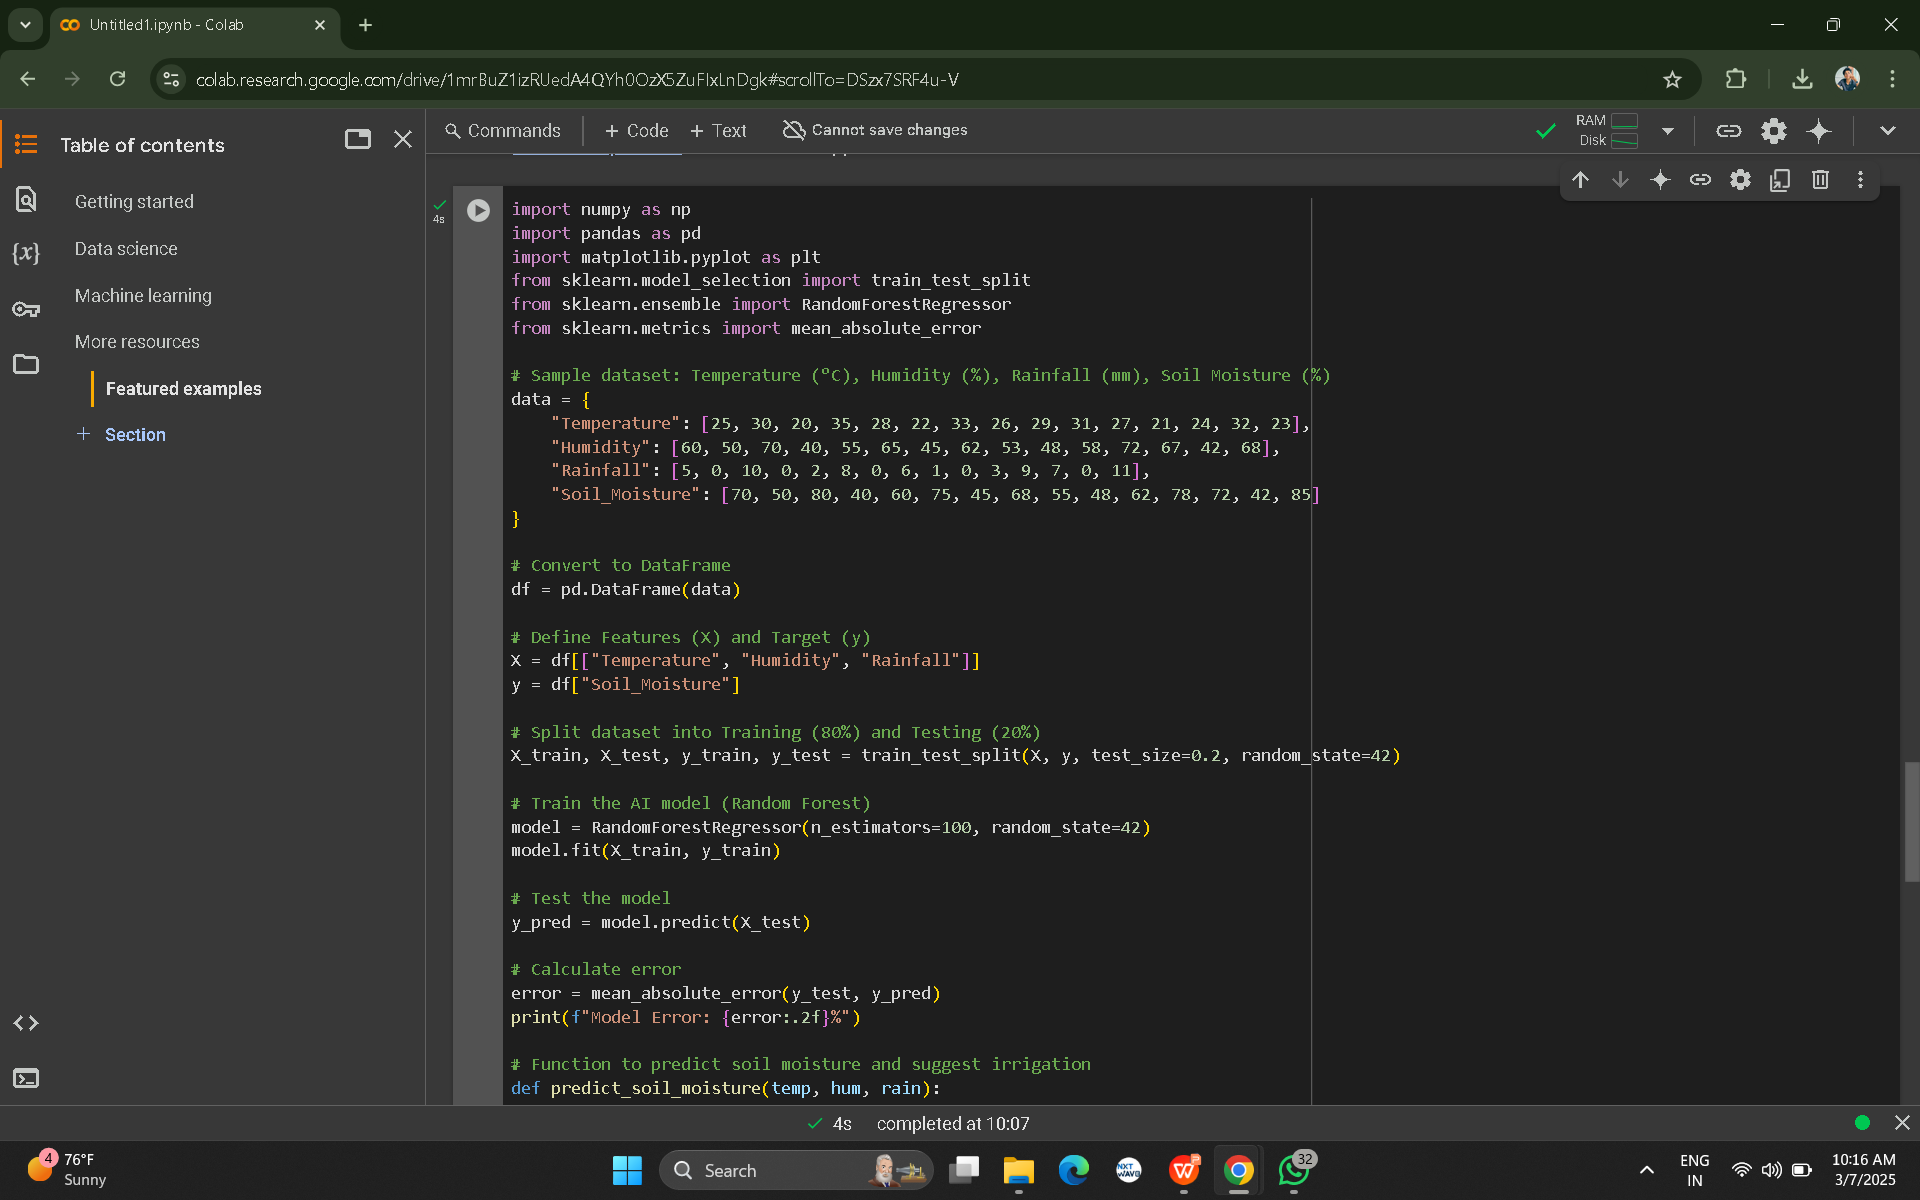 Untitled1.ipynb - Colab
colab.research.google.com/drive/1mrBuZ1izRUedA4QYh0OzX5ZuFIxLnDgk#scrollTo=DSzx7SRF4u-V
Table of contents
Getting started
Data science
Machine learning
More resources
Featured examples
+ Section
Commands
+ Code
+ Text
Cannot save changes
RAM
Disk
4s
import numpy as np
import pandas as pd
import matplotlib.pyplot as plt
from sklearn.model_selection import train_test_split
from sklearn.ensemble import RandomForestRegressor
from sklearn.metrics import mean_absolute_error
# Sample dataset: Temperature (°C), Humidity (%), Rainfall (mm), Soil Moisture (%)
data = {
    "Temperature": [25, 30, 20, 35, 28, 22, 33, 26, 29, 31, 27, 21, 24, 32, 23],
    "Humidity": [60, 50, 70, 40, 55, 65, 45, 62, 53, 48, 58, 72, 67, 42, 68],
    "Rainfall": [5, 0, 10, 0, 2, 8, 0, 6, 1, 0, 3, 9, 7, 0, 11],
    "Soil_Moisture": [70, 50, 80, 40, 60, 75, 45, 68, 55, 48, 62, 78, 72, 42, 85]
}
# Convert to DataFrame
df = pd.DataFrame(data)
# Define Features (X) and Target (y)
X = df[["Temperature", "Humidity", "Rainfall"]]
y = df["Soil_Moisture"]
# Split dataset into Training (80%) and Testing (20%)
X_train, X_test, y_train, y_test = train_test_split(X, y, test_size=0.2, random_state=42)
# Train the AI model (Random Forest)
model = RandomForestRegressor(n_estimators=100, random_state=42)
model.fit(X_train, y_train)
# Test the model
y_pred = model.predict(X_test)
# Calculate error
error = mean_absolute_error(y_test, y_pred)
print(f"Model Error: {error:.2f}%")
# Function to predict soil moisture and suggest irrigation
def predict_soil_moisture(temp, hum, rain):
4s completed at 10:07
4
76°F
Sunny
Search
NXT
WAVE
32
ENG
IN
10:16 AM
3/7/2025